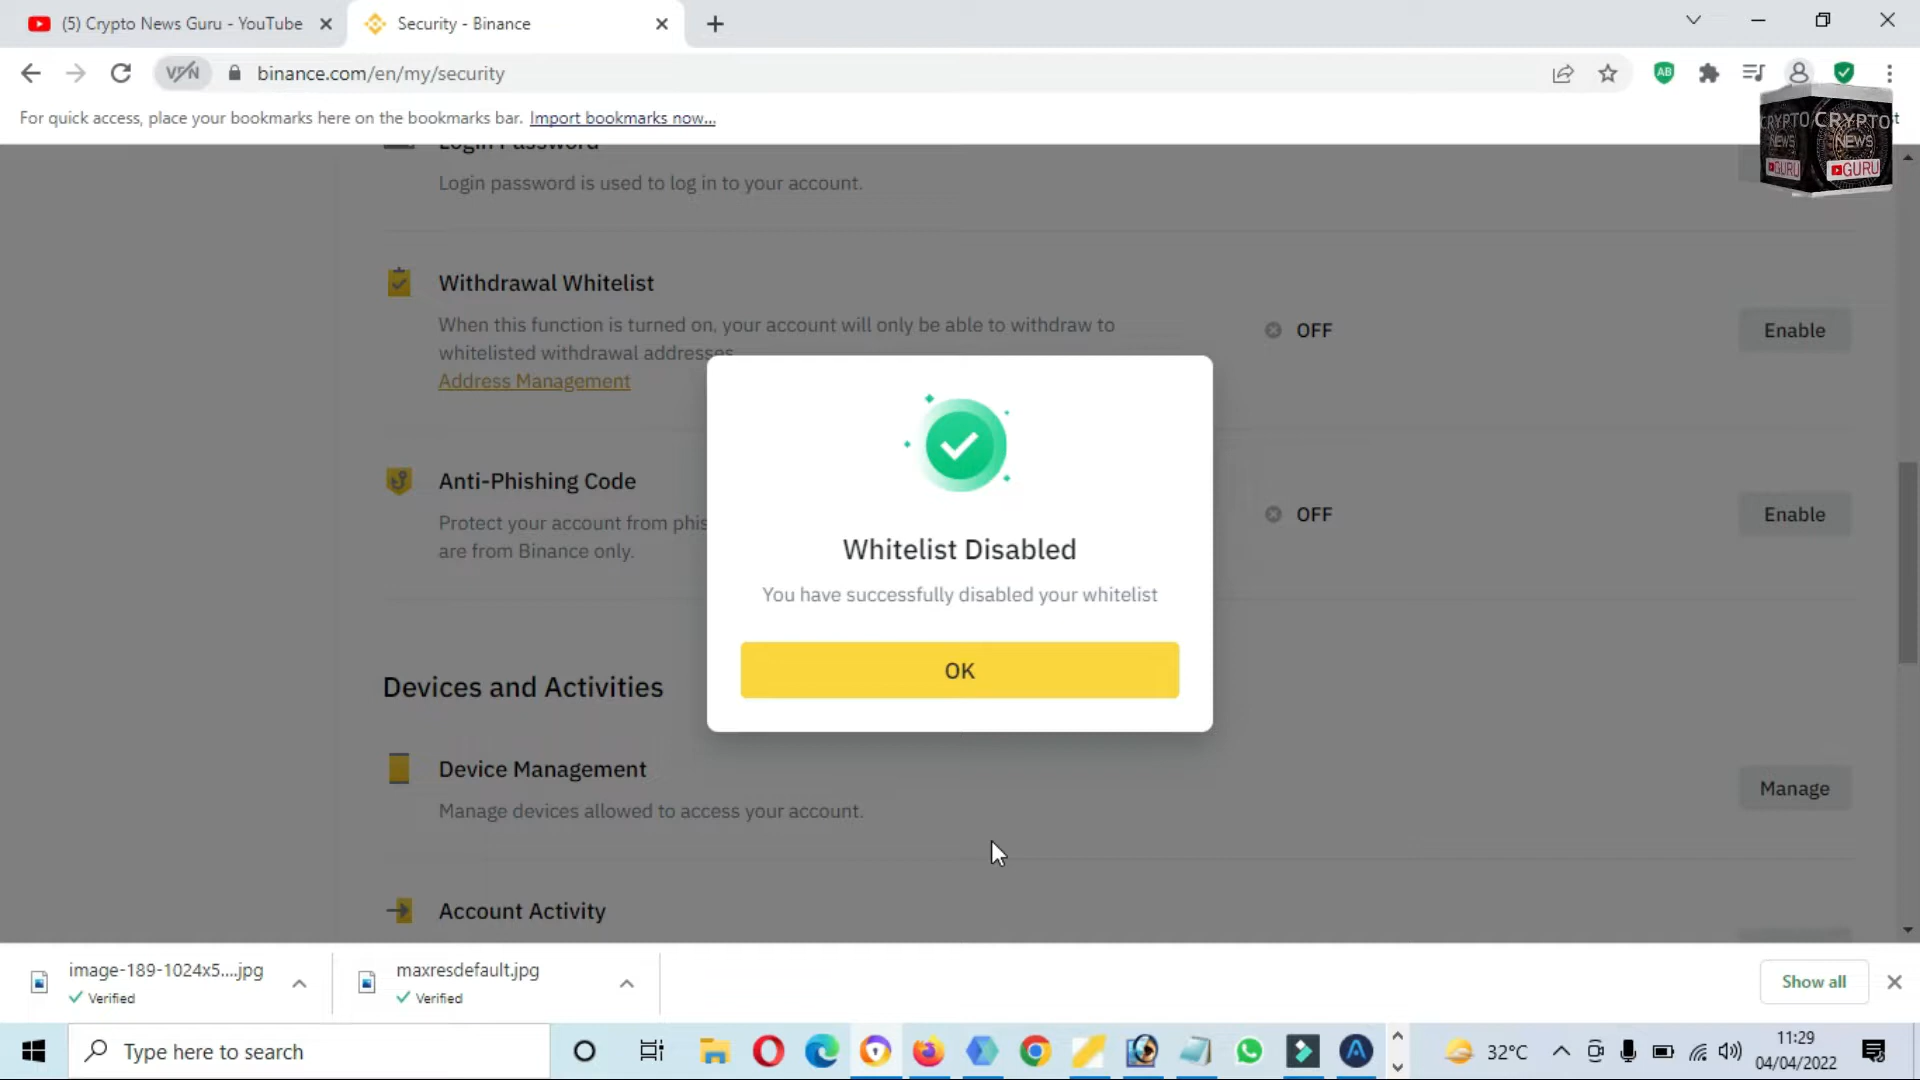 (5) Crypto News Guru - YouTube
Security - Binance
VPN
binance.com/en/my/security
AB
For quick access, place your bookmarks here on the bookmarks bar. Import bookmarks now...
CRYPTO CRYPTO
NEWS NEWS
GURU GURU
Login Password
Login password is used to log in to your account.
Withdrawal Whitelist
When this function is turned on, your account will only be able to withdraw to
whitelisted withdrawal addresses.
Address Management
OFF
Enable
Anti-Phishing Code
Protect your account from phis
are from Binance only.
OFF
Enable
Whitelist Disabled
You have successfully disabled your whitelist
OK
Devices and Activities
Device Management
Manage devices allowed to access your account.
Manage
Account Activity
image-189-1024x5....jpg
Verified
maxresdefault.jpg
Verified
Show all
Type here to search
32°C
11:29
04/04/2022